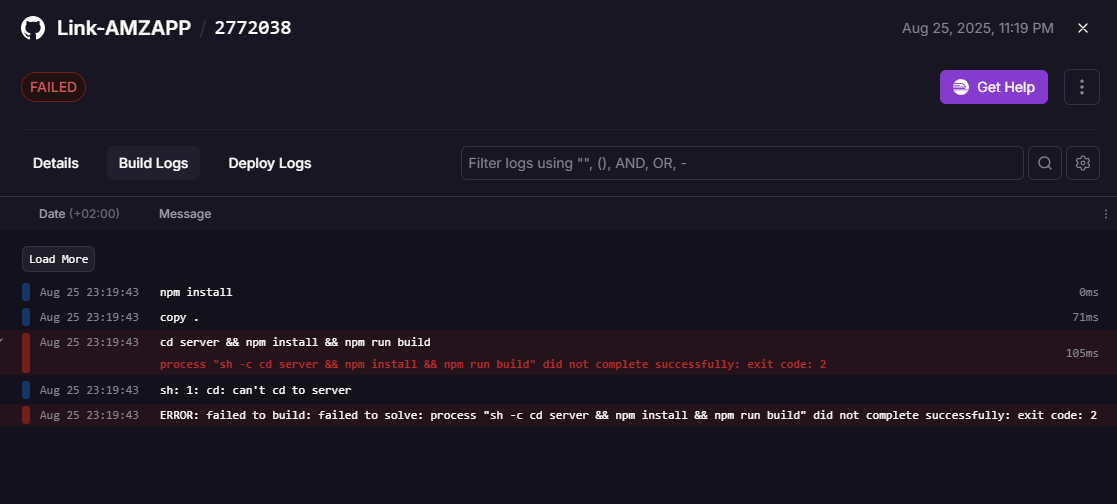 Link-AMZAPP / 2772038 Aug 25, 2025, 11:19 PM
FAILED Get Help
Details Build Logs Deploy Logs Filter logs using "", (), AND, OR, -
Date (+02:00) Message
Load More
Aug 25 23:19:43 npm install 0ms
Aug 25 23:19:43 copy . 71ms
Aug 25 23:19:43 cd server && npm install && npm run build 105ms
process "sh -c cd server && npm install && npm run build" did not complete successfully: exit code: 2
Aug 25 23:19:43 sh: 1: cd: can't cd to server
Aug 25 23:19:43 ERROR: failed to build: failed to solve: process "sh -c cd server && npm install && npm run build" did not complete successfully: exit code: 2